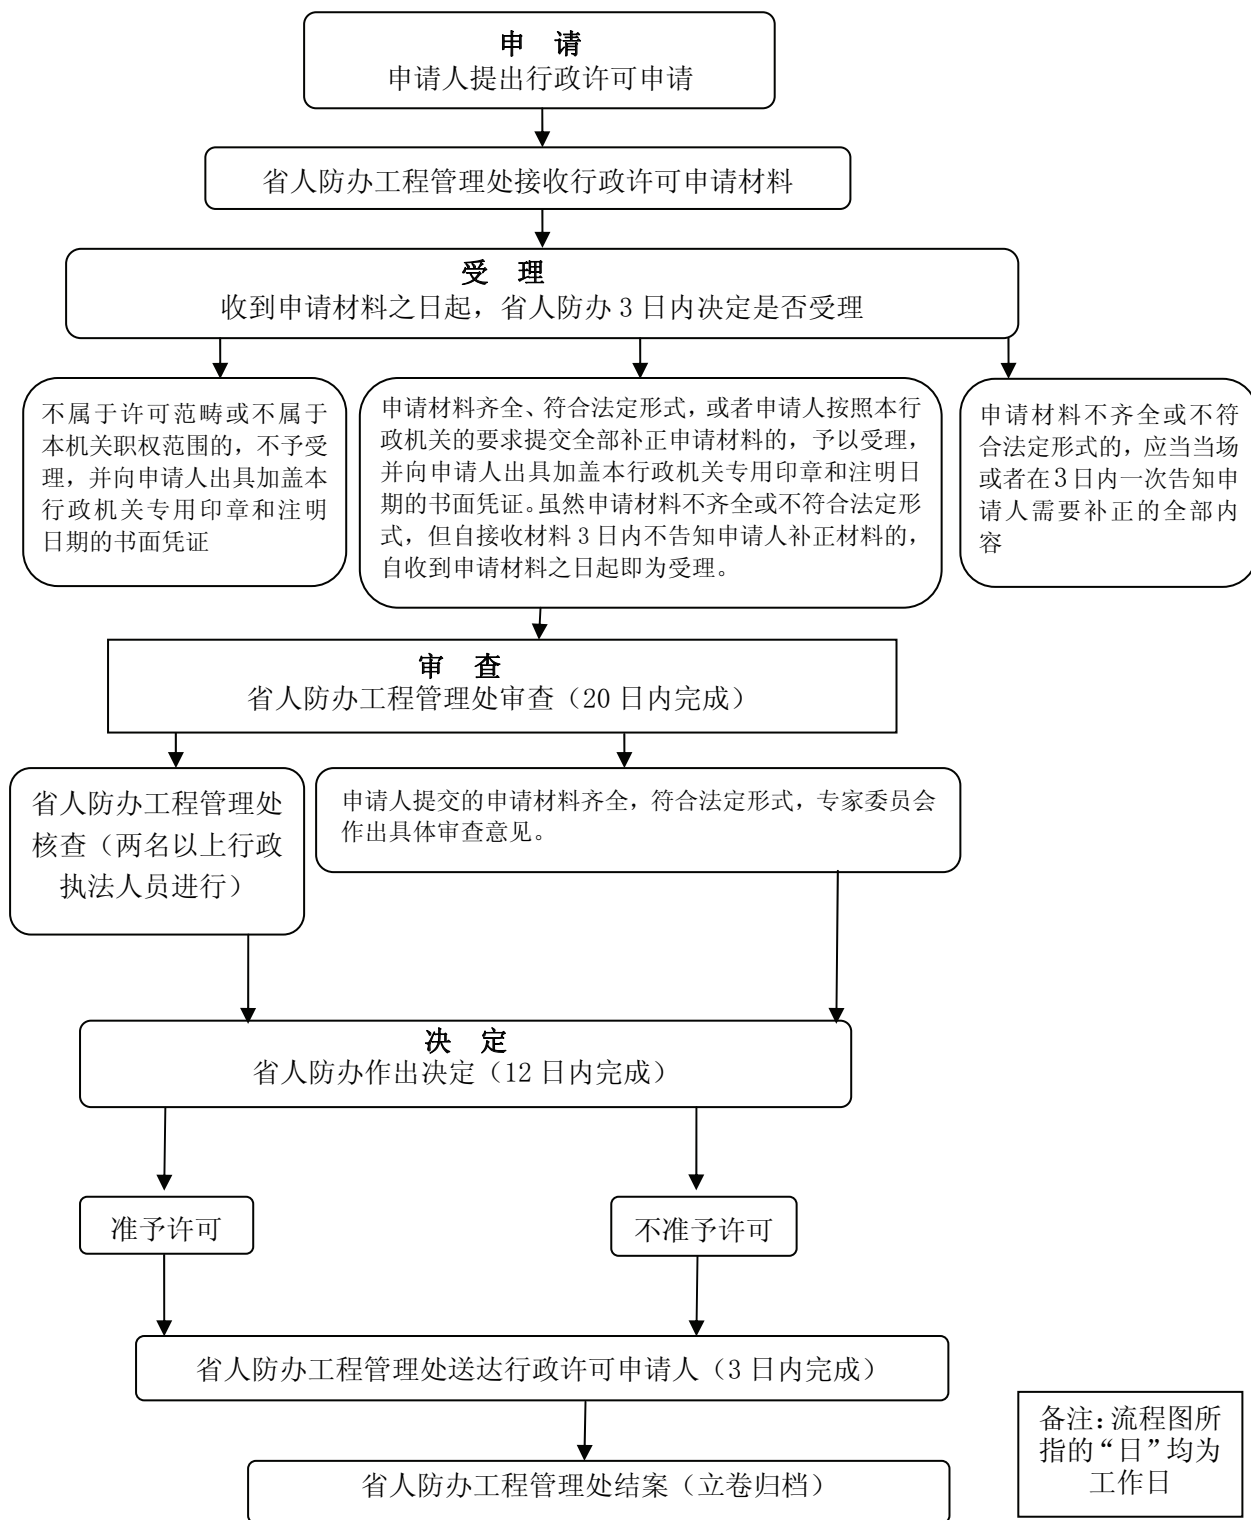 申 请
申请人提出行政许可申请
省人防办工程管理处接收行政许可申请材料
受 理
收到申请材料之日起，省人防办 3 日内决定是否受理
不属于许可范畴或不属于
本机关职权范围的，不予受
理，并向申请人出具加盖本
行政机关专用印章和注明
日期的书面凭证
申请材料齐全、符合法定形式，或者申请人按照本行
政机关的要求提交全部补正申请材料的，予以受理，
并向申请人出具加盖本行政机关专用印章和注明日
期的书面凭证。虽然申请材料不齐全或不符合法定形
式，但自接收材料 3 日内不告知申请人补正材料的，
自收到申请材料之日起即为受理。
申请材料不齐全或不符
合法定形式的，应当当场
或者在 3 日内一次告知申
请人需要补正的全部内
容
审 查
省人防办工程管理处审查（20 日内完成）
省人防办工程管理处
核查（两名以上行政
执法人员进行）
申请人提交的申请材料齐全，符合法定形式，专家委员会
作出具体审查意见。
决 定
省人防办作出决定（12 日内完成）
准予许可
不准予许可
省人防办工程管理处送达行政许可申请人（3 日内完成）
省人防办工程管理处结案（立卷归档）
备注：流程图所
指的“日”均为
工作日